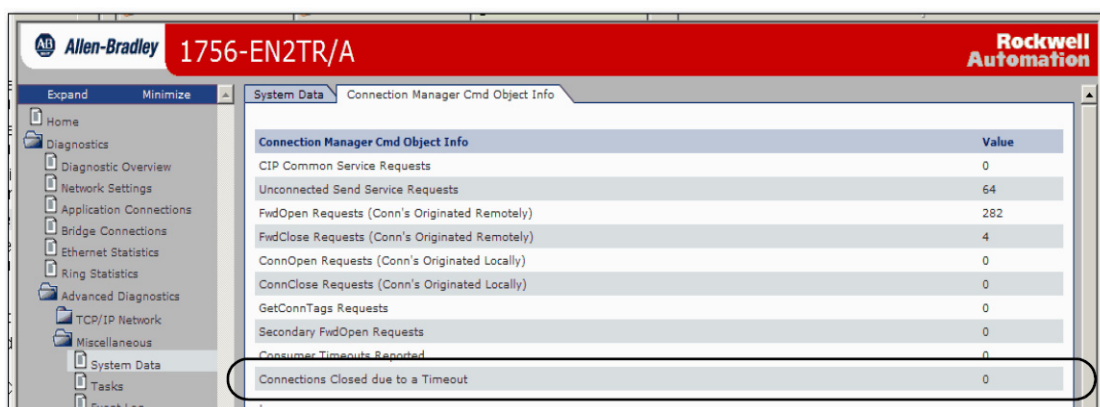 AB Allen-Bradley 1756-EN2TR/A Rockwell Automation
Expand Minimize
Home
Diagnostics
Diagnostic Overview
Network Settings
Application Connections
Bridge Connections
Ethernet Statistics
Ring Statistics
Advanced Diagnostics
TCP/IP Network
Miscellaneous
System Data
Tasks
Event Log
System Data Connection Manager Cmd Object Info
Connection Manager Cmd Object Info Value
CIP Common Service Requests 0
Unconnected Send Service Requests 64
FwdOpen Requests (Conn's Originated Remotely) 282
FwdClose Requests (Conn's Originated Remotely) 4
ConnOpen Requests (Conn's Originated Locally) 0
ConnClose Requests (Conn's Originated Locally) 0
GetConnTags Requests 0
Secondary FwdOpen Requests 0
Consumer Timeouts Reported 0
Connections Closed due to a Timeout 0